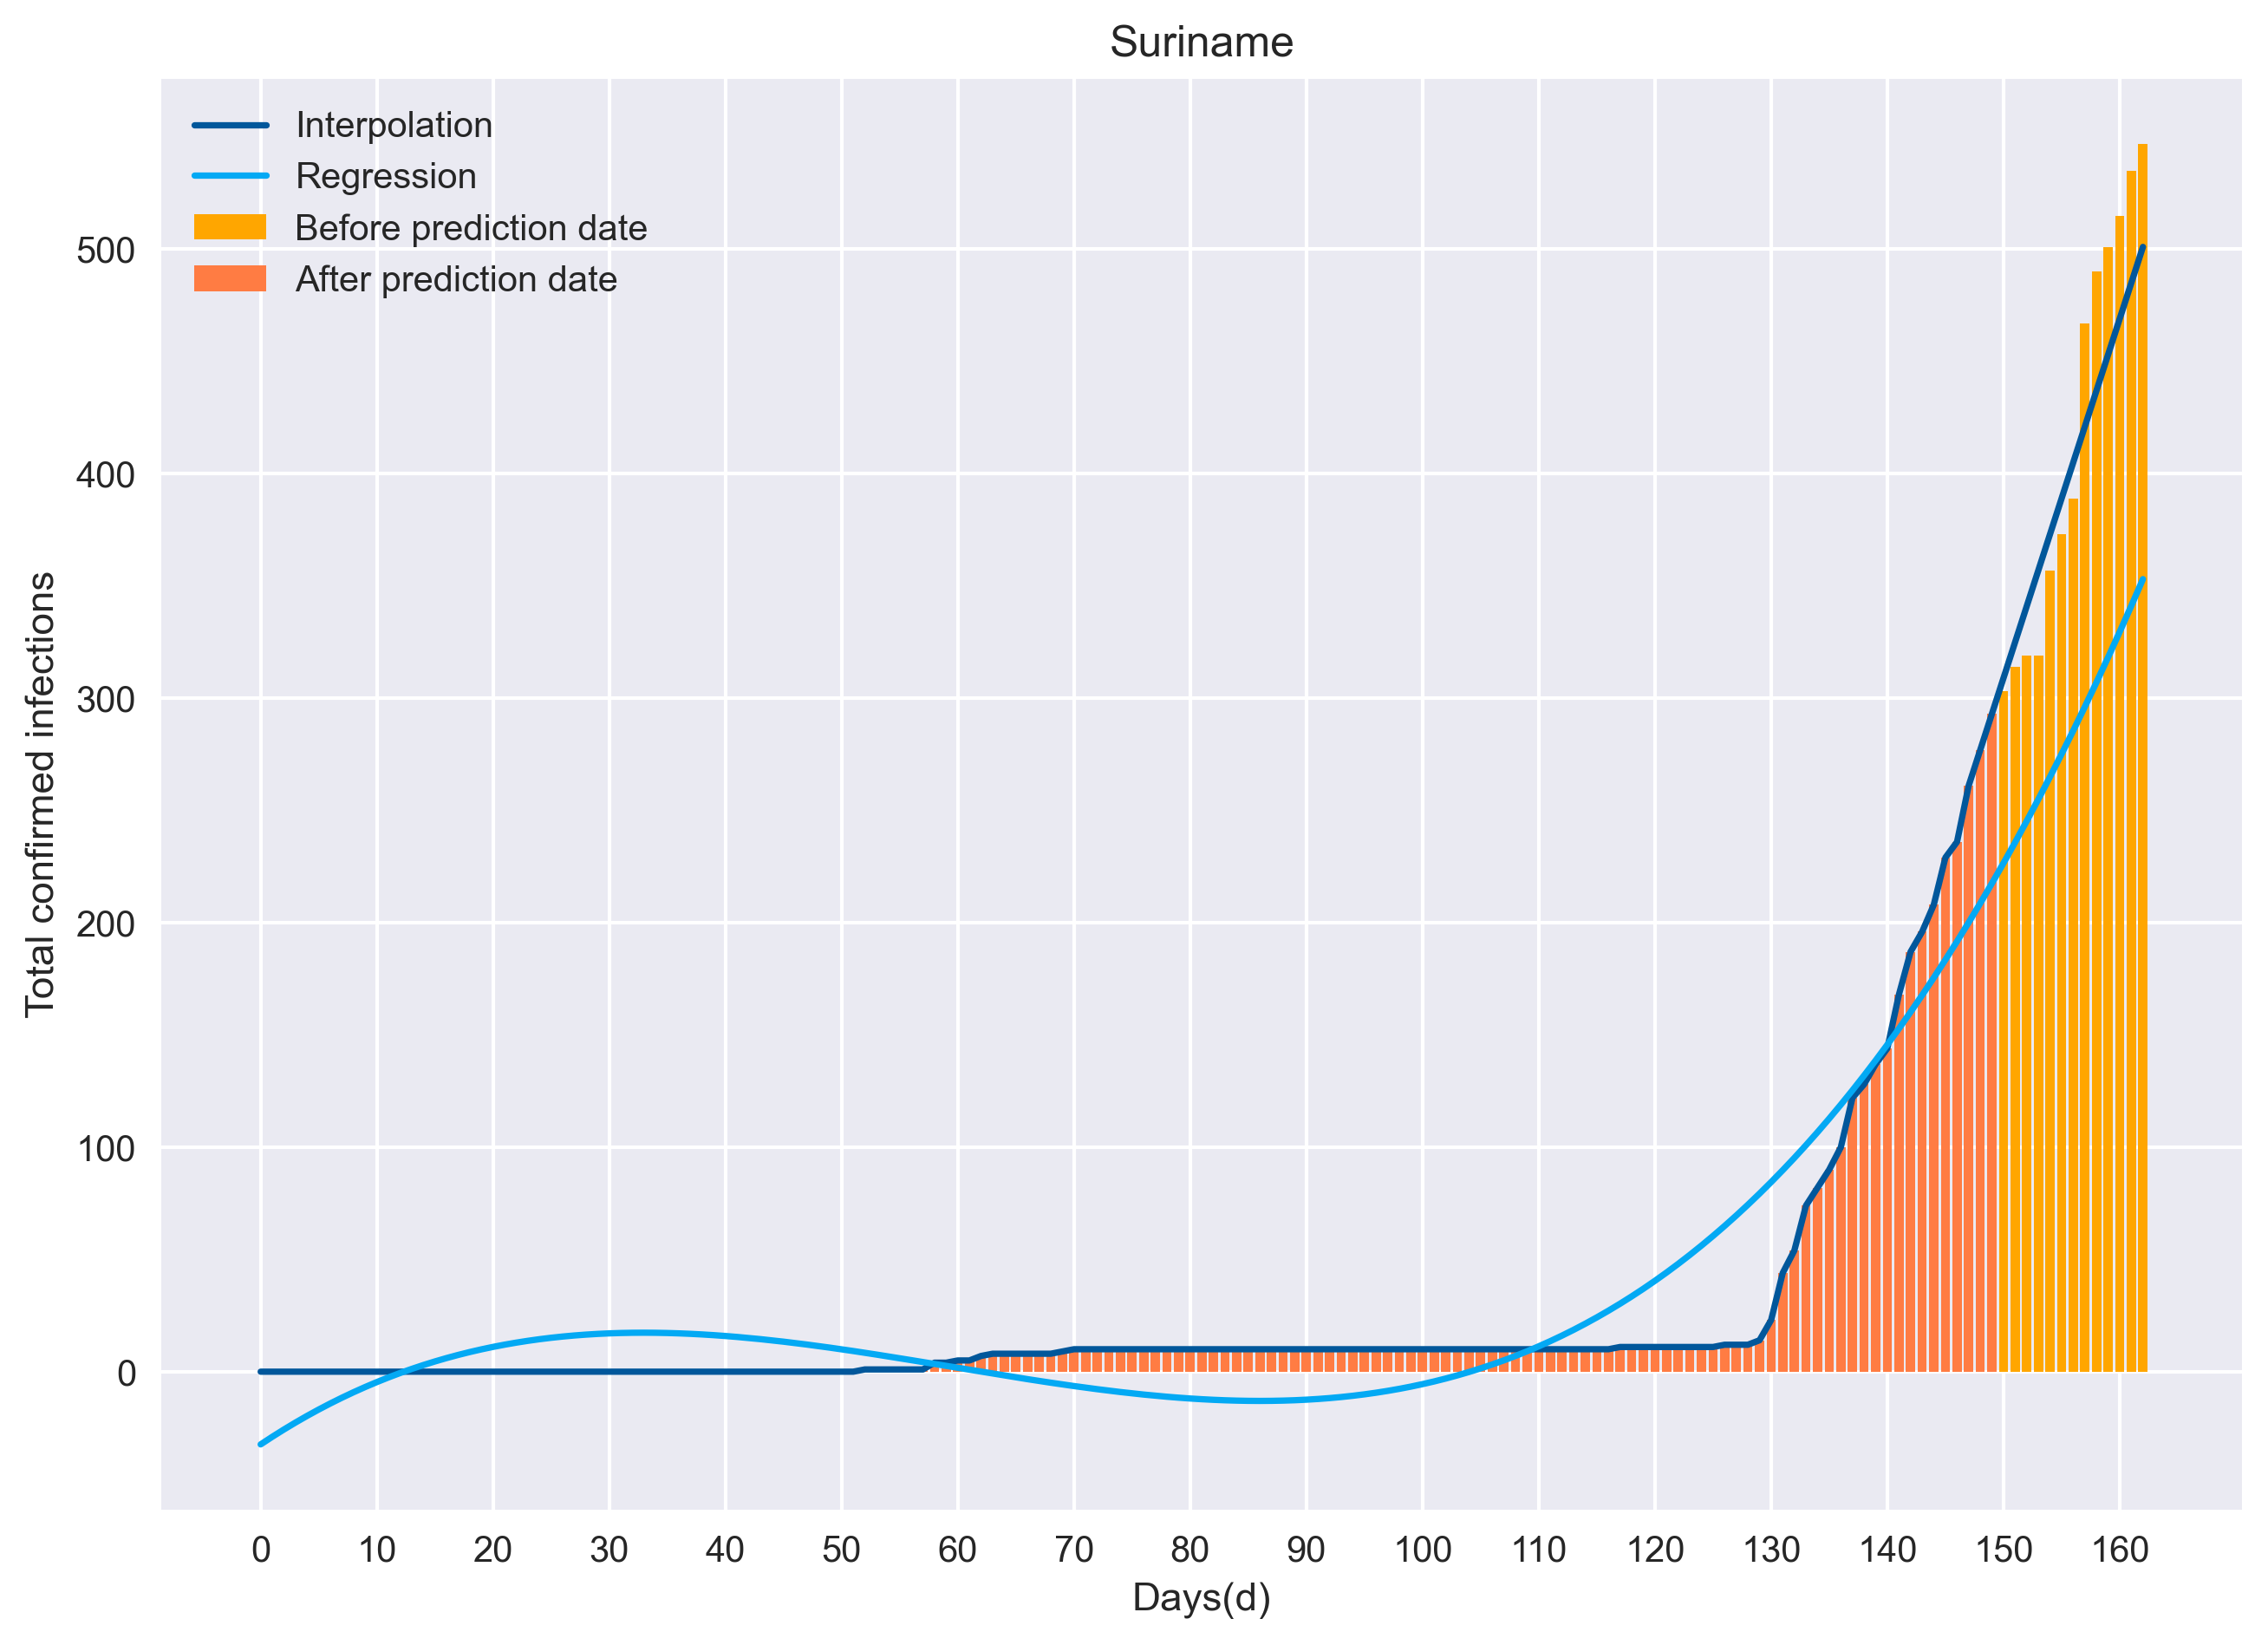 Suriname
Interpolation
Regression
Before prediction date
After prediction date
Total confirmed infections
500
400
300
200
100
0
0 10 20 30 40 50 60 70 80 90 100 110 120 130 140 150 160
Days(d)